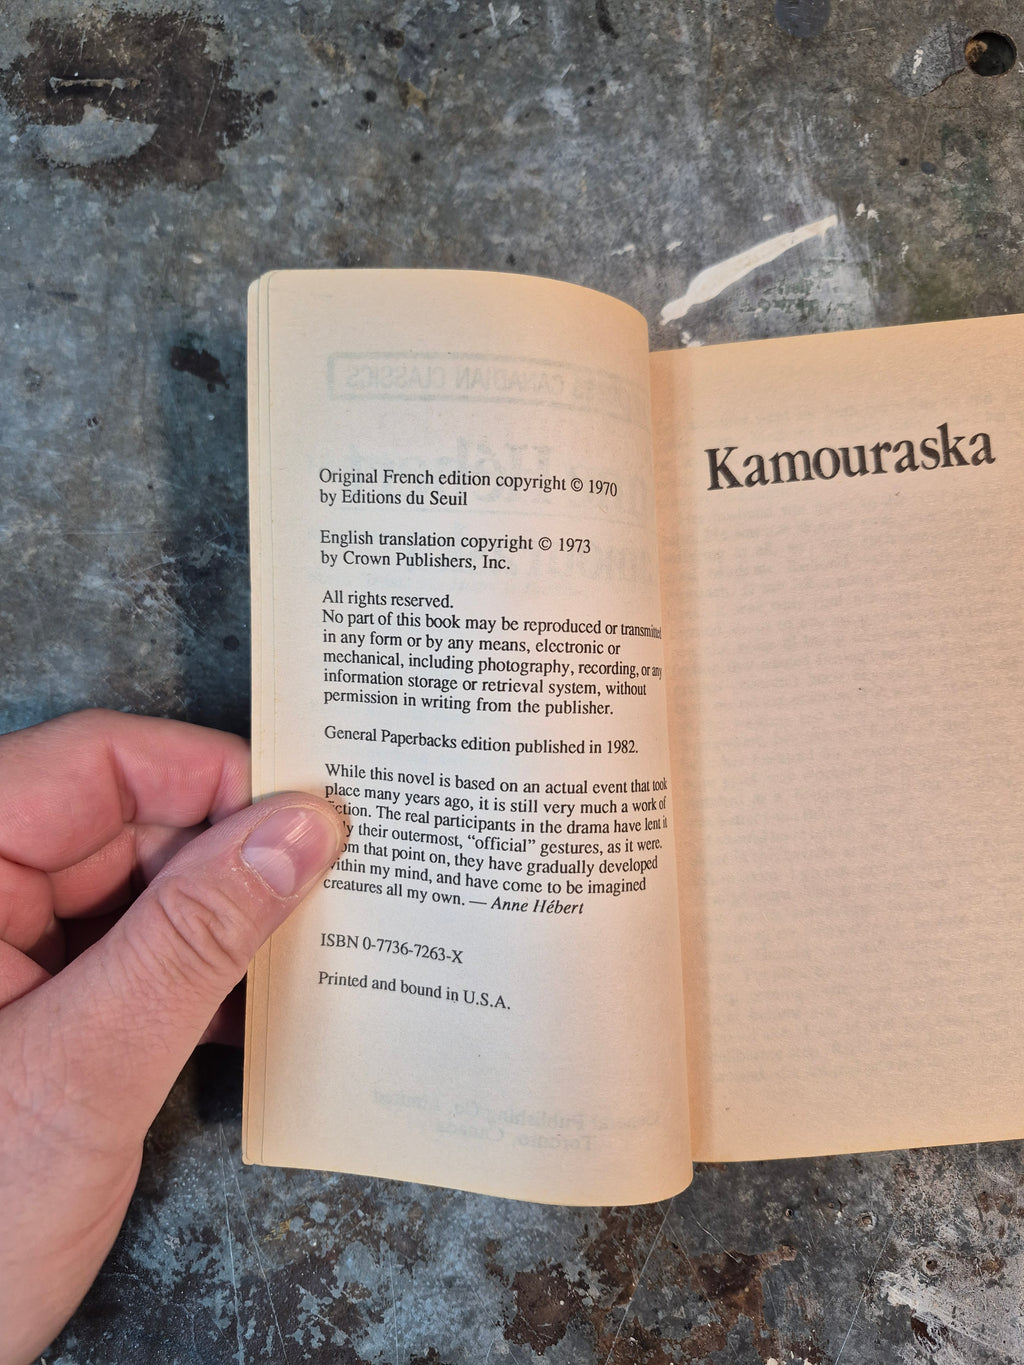 Original French edition copyright © 1970
by Editions du Seuil
English translation copyright © 1973
by Crown Publishers, Inc.
All rights reserved.
No part of this book may be reproduced or transmitted
in any form or by any means, electronic or
mechanical, including photography, recording, or any
information storage or retrieval system, without
permission in writing from the publisher.
General Paperbacks edition published in 1982.
While this novel is based on an actual event that took
place many years ago, it is still very much a work of
fiction. The real participants in the drama have lent it
their outermost, “official” gestures, as it were.
that point on, they have gradually developed
within my mind, and have come to be imagined
creatures all my own. — Anne Hébert
ISBN 0-7736-7263-X
Printed and bound in U.S.A.
Kamouraska